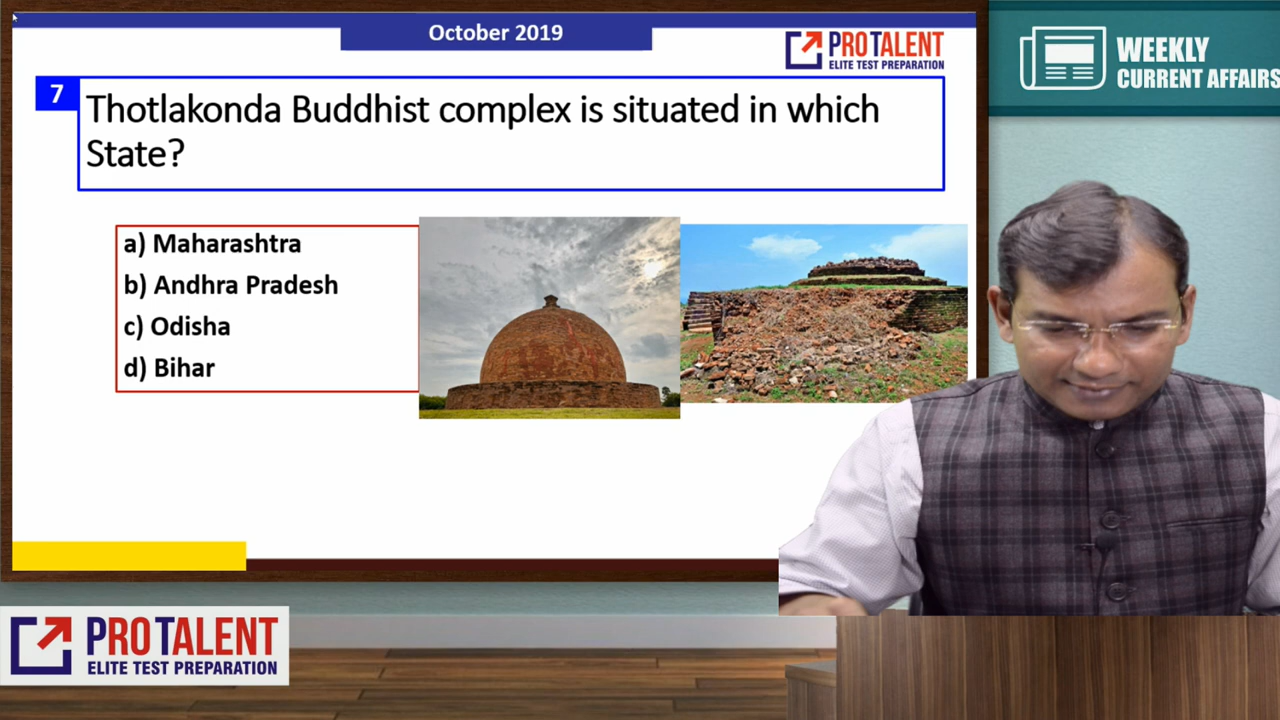 October 2019
PROTALENT
ELITE TEST PREPARATION
WEEKLY
CURRENT AFFAIRS
7
Thotlakonda Buddhist complex is situated in which
State?
a) Maharashtra
b) Andhra Pradesh
c) Odisha
d) Bihar
PROTALENT
ELITE TEST PREPARATION